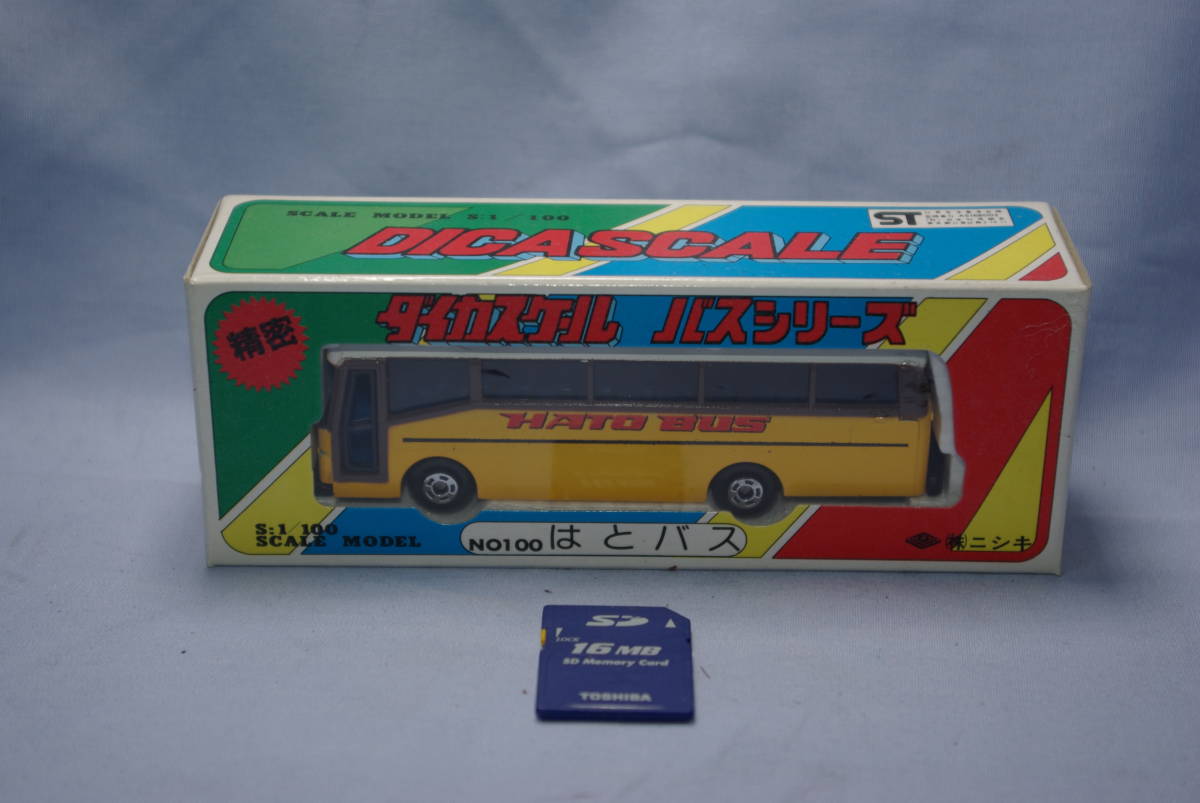 SCALE MODEL S:1/100
ST
DICASCALE
ダイカスケール バスシリーズ
精密
HATO BUS
S:1/100
SCALE MODEL
NO100 はとバス
㈱ニシキ
SD
LOCK
16MB
SD Memory Card
TOSHIBA